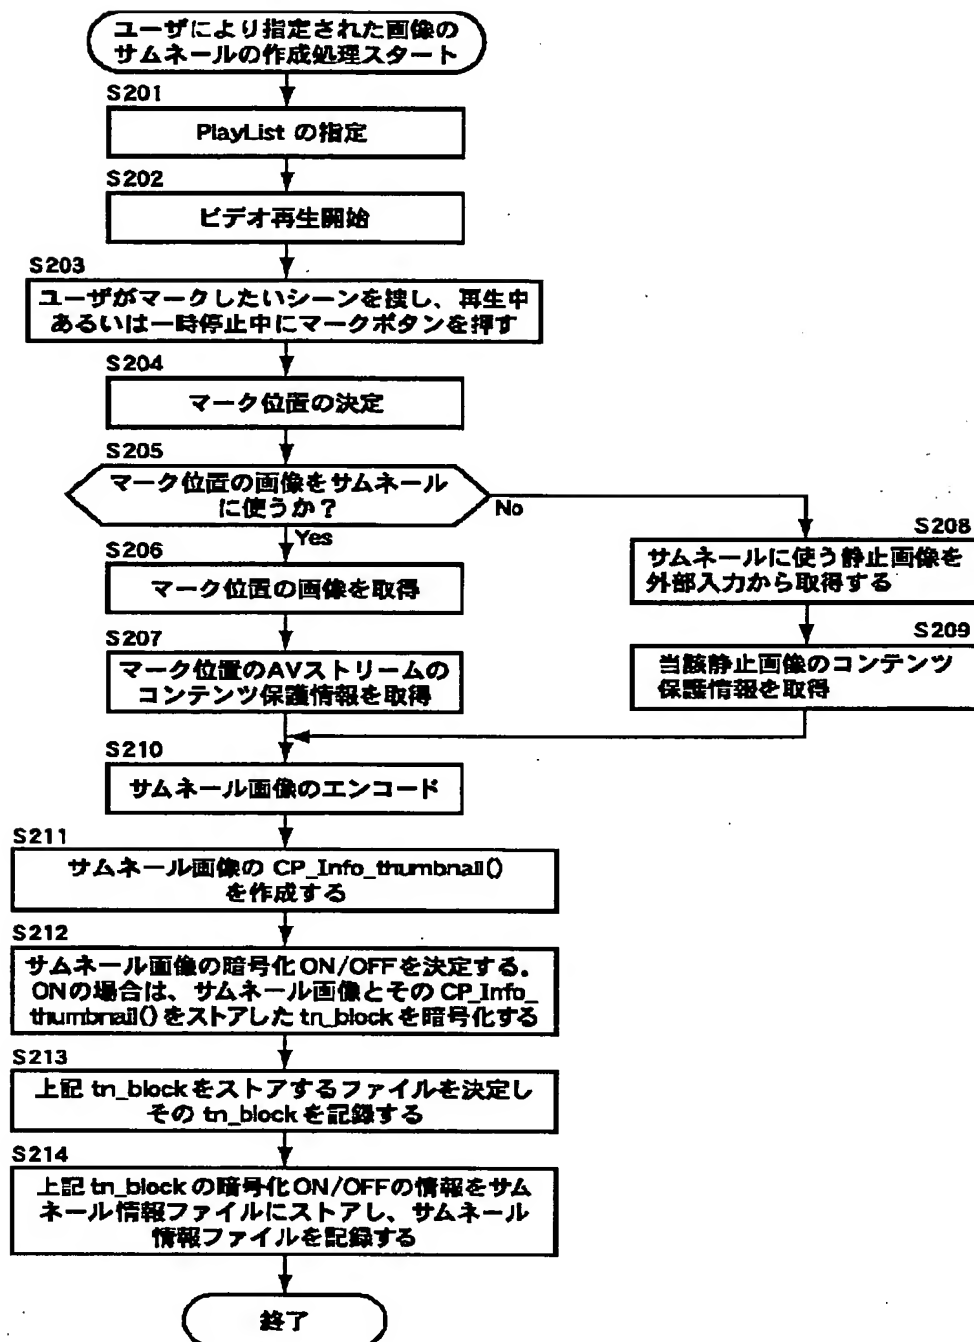 ユーザにより指定された画像の
サムネールの作成処理スタート
S201
PlayList の指定
S202
ビデオ再生開始
S203
ユーザがマークしたいシーンを捜し、再生中
あるいは一時停止中にマークボタンを押す
S204
マーク位置の決定
S205
マーク位置の画像をサムネール
に使うか？
No
Yes
S206
マーク位置の画像を取得
S207
マーク位置のAVストリームの
コンテンツ保護情報を取得
S208
サムネールに使う静止画像を
外部入力から取得する
S209
当該静止画像のコンテンツ
保護情報を取得
S210
サムネール画像のエンコード
S211
サムネール画像の CP_Info_thumbnail()
を作成する
S212
サムネール画像の暗号化ON/OFFを決定する。
ONの場合は、サムネール画像とその CP_Info_
thumbnail()をストアした tn_block を暗号化する
S213
上記 tn_block をストアするファイルを決定し
その tn_block を記録する
S214
上記 tn_block の暗号化ON/OFFの情報をサム
ネール情報ファイルにストアし、サムネール
情報ファイルを記録する
終了